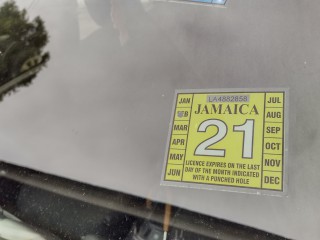 LA4882858
JAMAICA
21
JAN
FEB
MAR
APR
MAY
JUN
JUL
AUG
SEP
OCT
NOV
DEC
LICENCE EXPIRES ON THE LAST
DAY OF THE MONTH INDICATED
WITH A PUNCHED HOLE